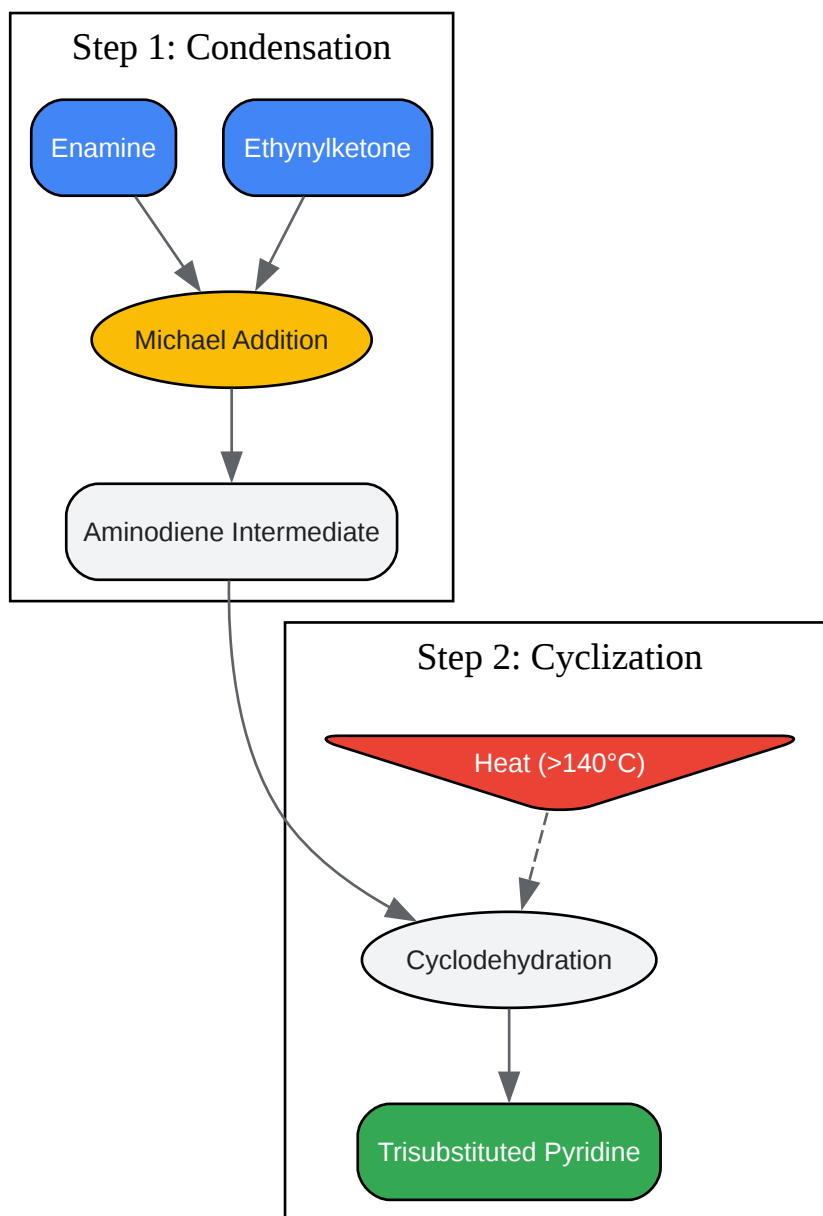 Step 1: Condensation
Enamine
Ethynylketone
Michael Addition
Aminodiene Intermediate
Step 2: Cyclization
Heat (>140°C)
Cyclodehydration
Trisubstituted Pyridine